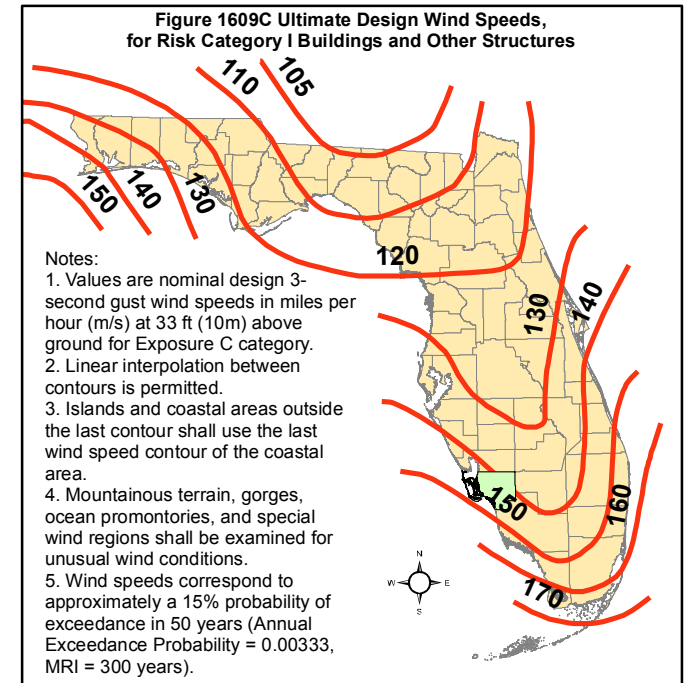 Figure 1609C Ultimate Design Wind Speeds,
for Risk Category I Buildings and Other Structures
105
110
150
140
130
120
130
140
Notes:
1. Values are nominal design 3-
second gust wind speeds in miles per
hour (m/s) at 33 ft (10m) above
ground for Exposure C category.
2. Linear interpolation between
contours is permitted.
3. Islands and coastal areas outside
the last contour shall use the last
wind speed contour of the coastal
area.
4. Mountainous terrain, gorges,
ocean promontories, and special
wind regions shall be examined for
unusual wind conditions.
5. Wind speeds correspond to
approximately a 15% probability of
exceedance in 50 years (Annual
Exceedance Probability = 0.00333,
MRI = 300 years).
150
160
170
N
W E
S